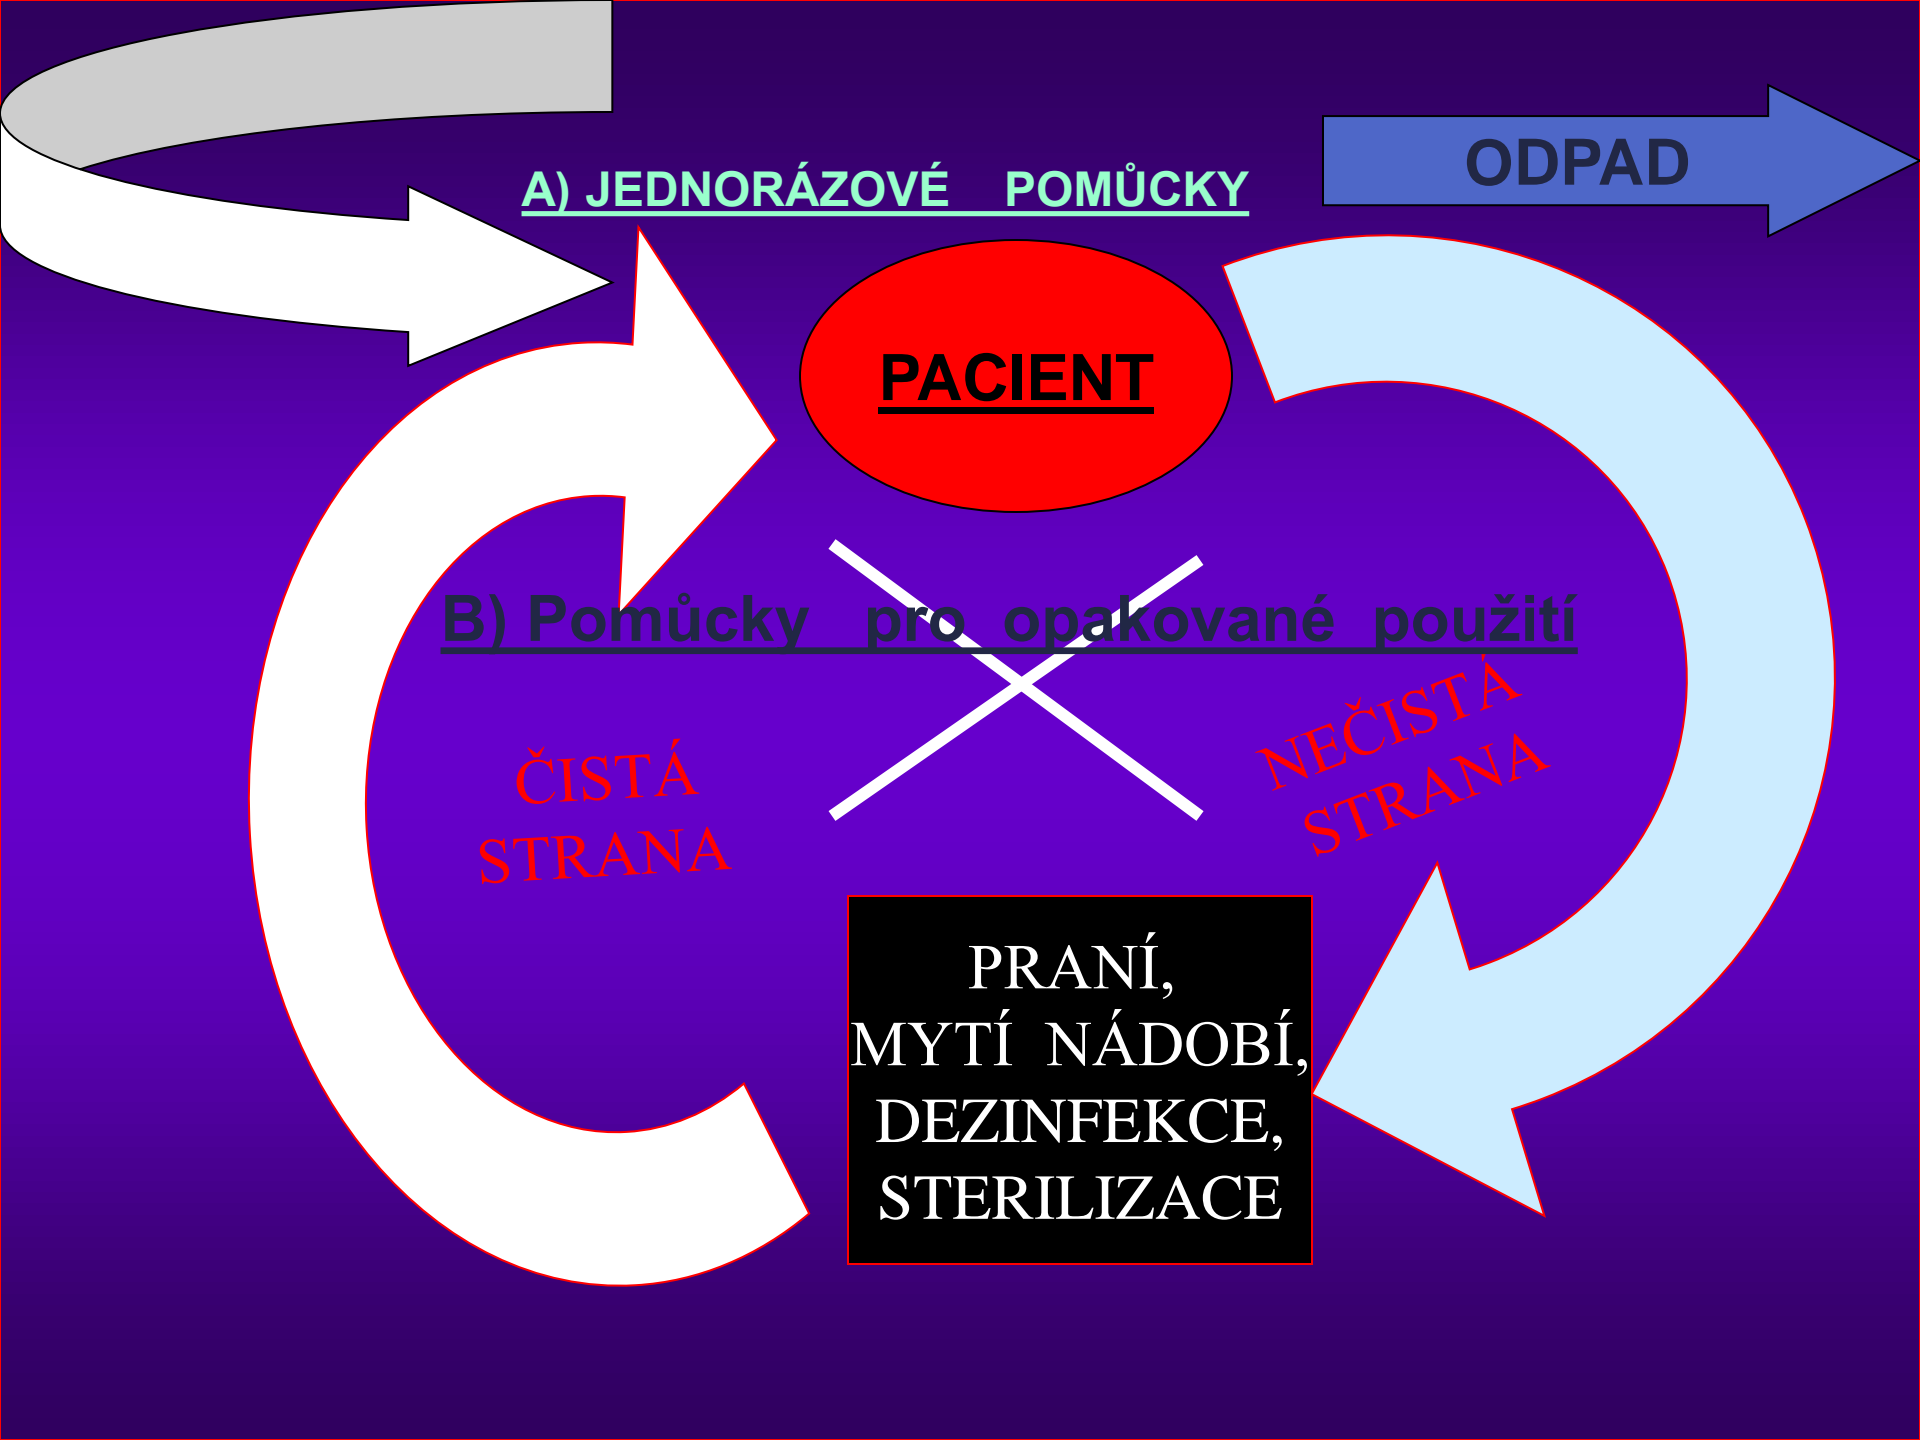 A) JEDNORÁZOVÉ POMŮCKY
ODPAD
PACIENT
B) Pomůcky pro opakované použití
ČISTÁ
STRANA
NEČISTÁ
STRANA
PRANÍ,
MYTÍ NÁDOBÍ,
DEZINFEKCE,
STERILIZACE